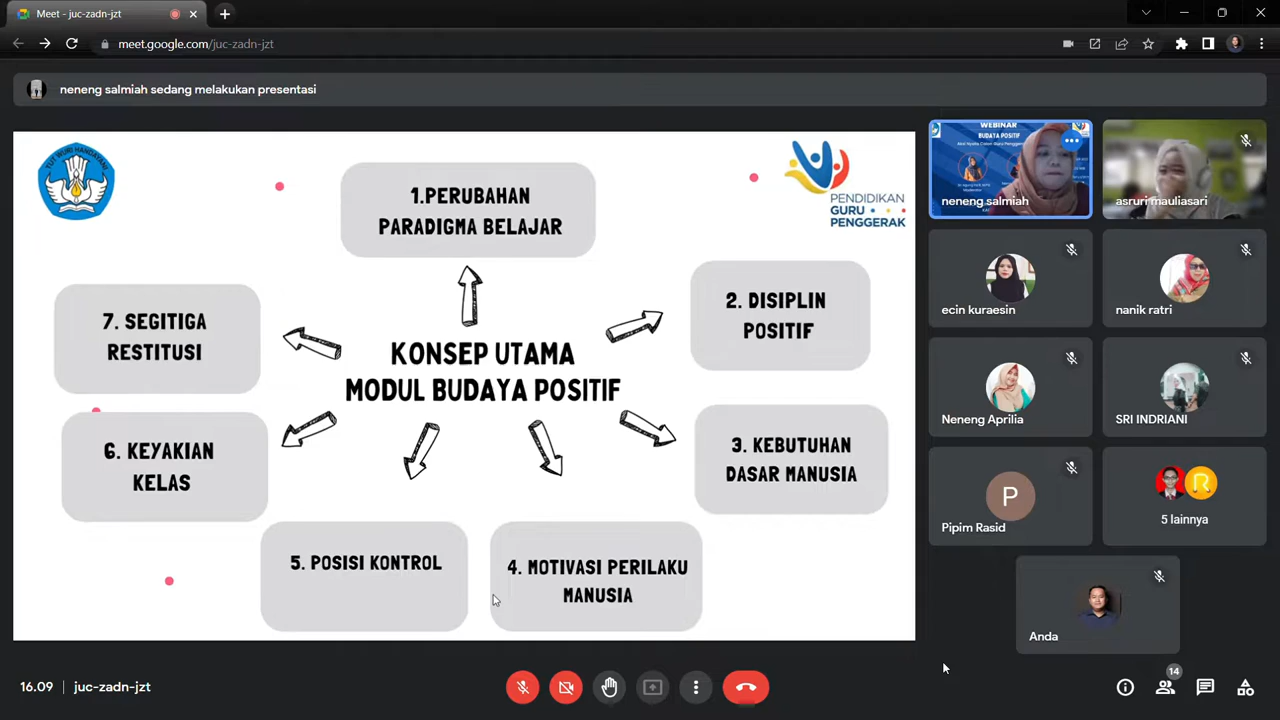 Meet - juc-zadn-jzt
meet.google.com/juc-zadn-jzt
neneng salmiah sedang melakukan presentasi
TUT WURI HANDAYANI
PENDIDIKAN
GURU
PENGGERAK
1.PERUBAHAN
PARADIGMA BELAJAR
2. DISIPLIN
POSITIF
7. SEGITIGA
RESTITUSI
KONSEP UTAMA
MODUL BUDAYA POSITIF
3. KEBUTUHAN
DASAR MANUSIA
6. KEYAKIAN
KELAS
5. POSISI KONTROL
4. MOTIVASI PERILAKU
MANUSIA
WEBINAR
BUDAYA POSITIF
neneng salmiah
asruri mauliasari
ecin kuraesin
nanik ratri
Neneng Aprilia
SRI INDRIANI
P
Pipim Rasid
R
5 lainnya
Anda
16.09
juc-zadn-jzt
14